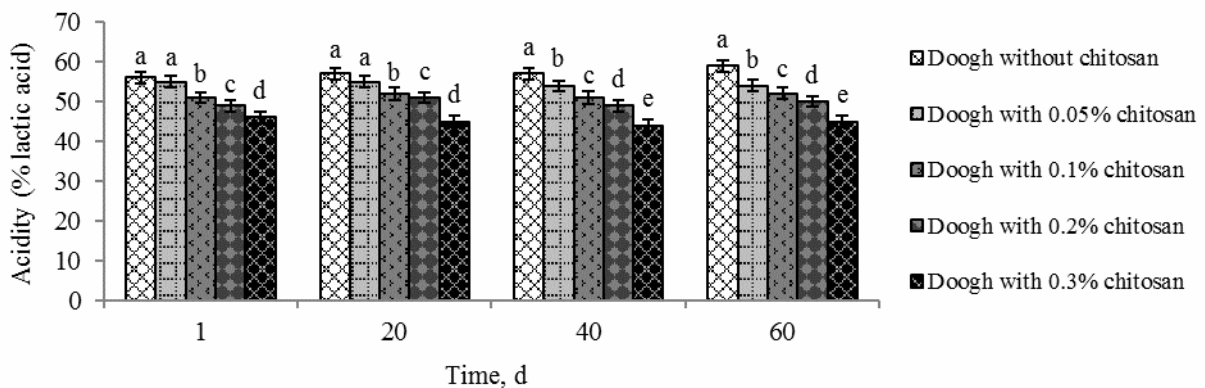 70
60
50
40
30
20
10
0
Acidity (% lactic acid)
a a b c d
a a b c d
a b c d e
a b c d e
1 20 40 60
Time, d
Doogh without chitosan
Doogh with 0.05% chitosan
Doogh with 0.1% chitosan
Doogh with 0.2% chitosan
Doogh with 0.3% chitosan